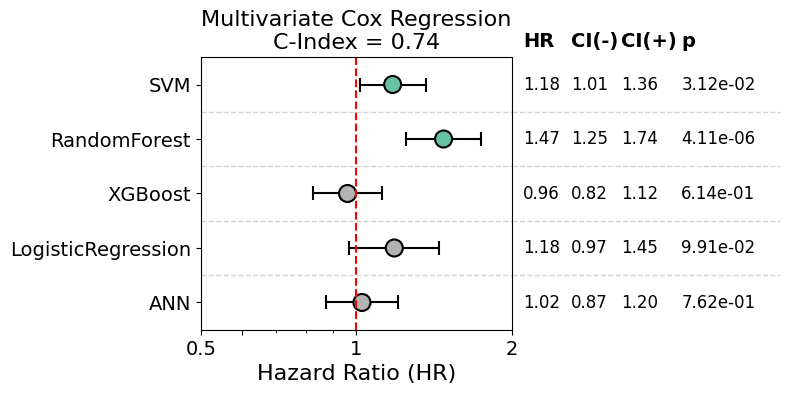 Multivariate Cox Regression
C-Index = 0.74
HR CI(-) CI(+) p
SVM 1.18 1.01 1.36 3.12e-02
RandomForest 1.47 1.25 1.74 4.11e-06
XGBoost 0.96 0.82 1.12 6.14e-01
LogisticRegression 1.18 0.97 1.45 9.91e-02
ANN 1.02 0.87 1.20 7.62e-01
0.5 1 2
Hazard Ratio (HR)